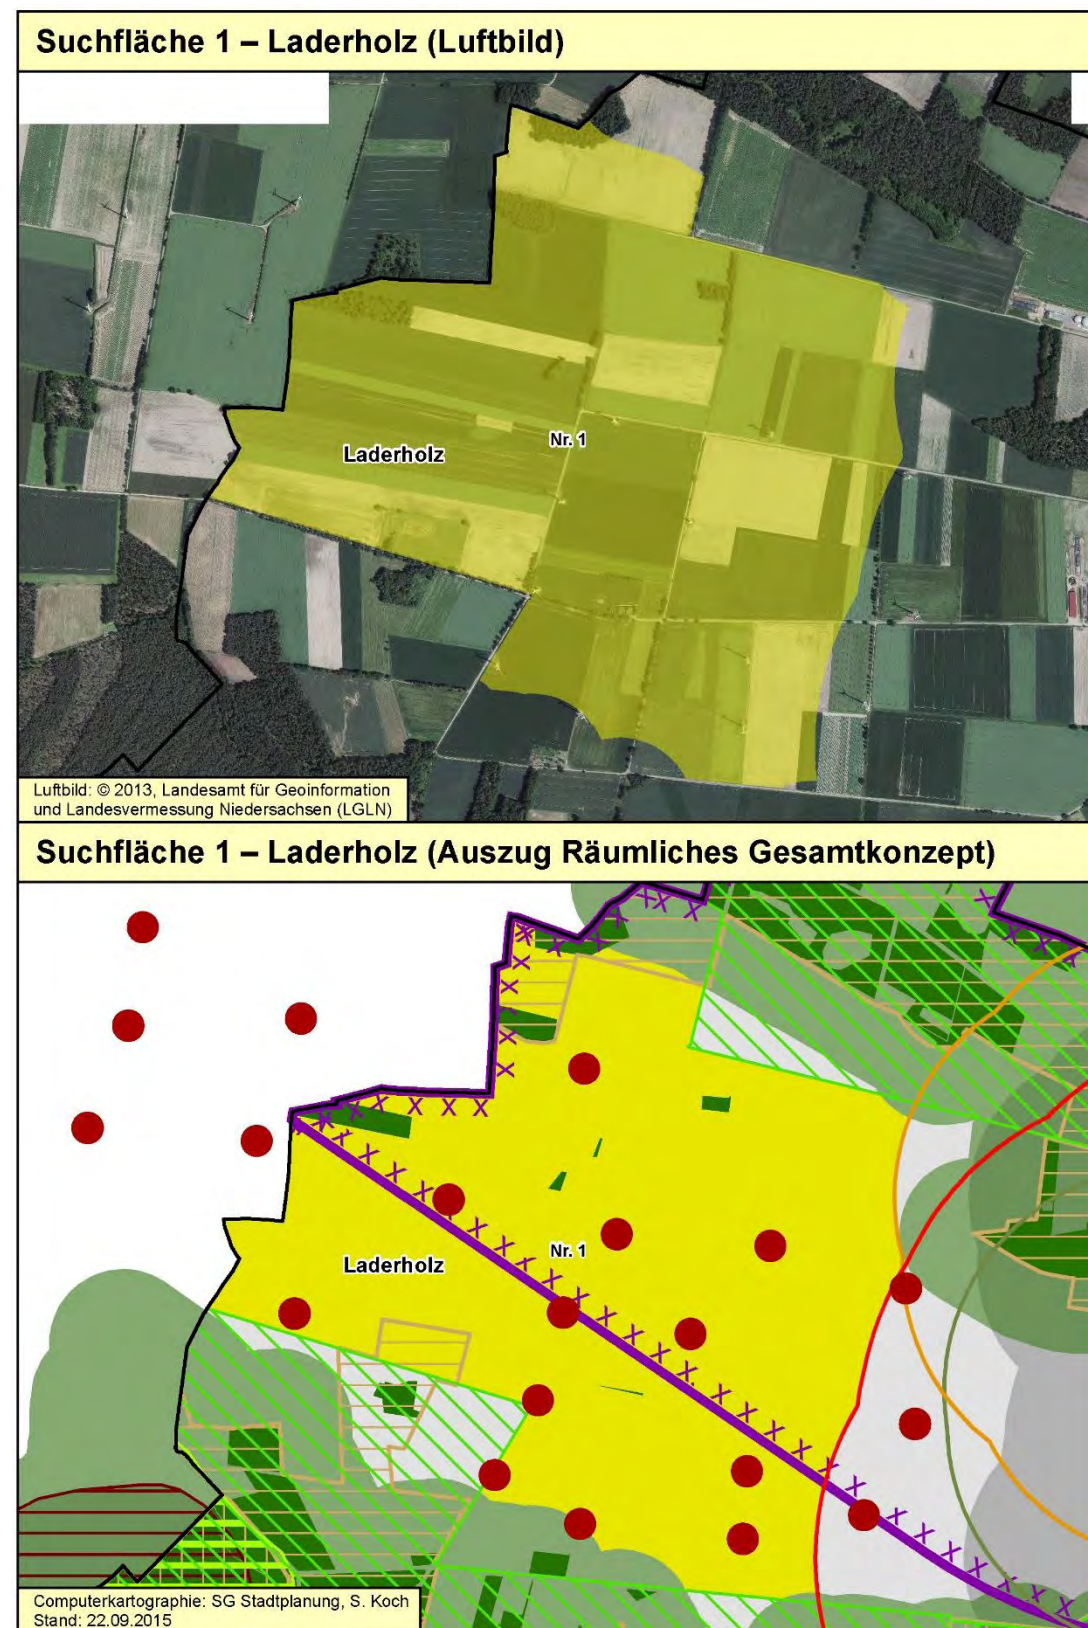 Suchfläche 1 – Laderholz (Luftbild)
Nr. 1
Laderholz
Luftbild: © 2013, Landesamt für Geoinformation
und Landesvermessung Niedersachsen (LGLN)
Suchfläche 1 – Laderholz (Auszug Räumliches Gesamtkonzept)
Nr. 1
Laderholz
Computerkartographie: SG Stadtplanung, S. Koch
Stand: 22.09.2015